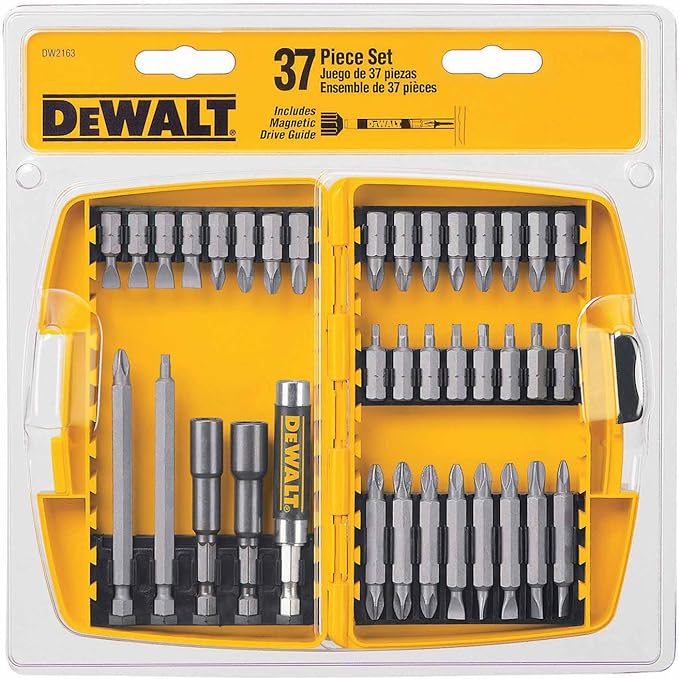 DW2163
DEWALT®
37 Piece Set
Juego de 37 piezas
Ensemble de 37 pièces
Includes
Magnetic
Drive Guide
DEWALT
DEWALT